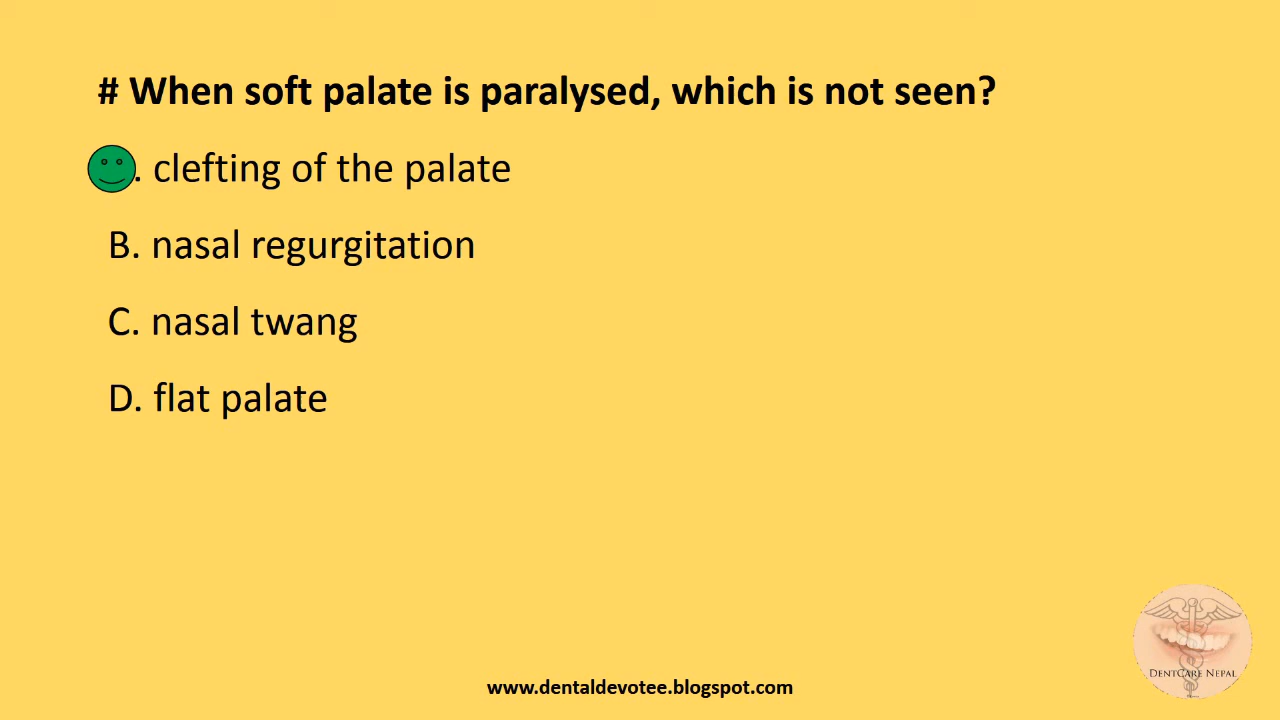 # When soft palate is paralysed, which is not seen?
. clefting of the palate
B. nasal regurgitation
C. nasal twang
D. flat palate
DENTCARE NEPAL
www.dentaldevotee.blogspot.com